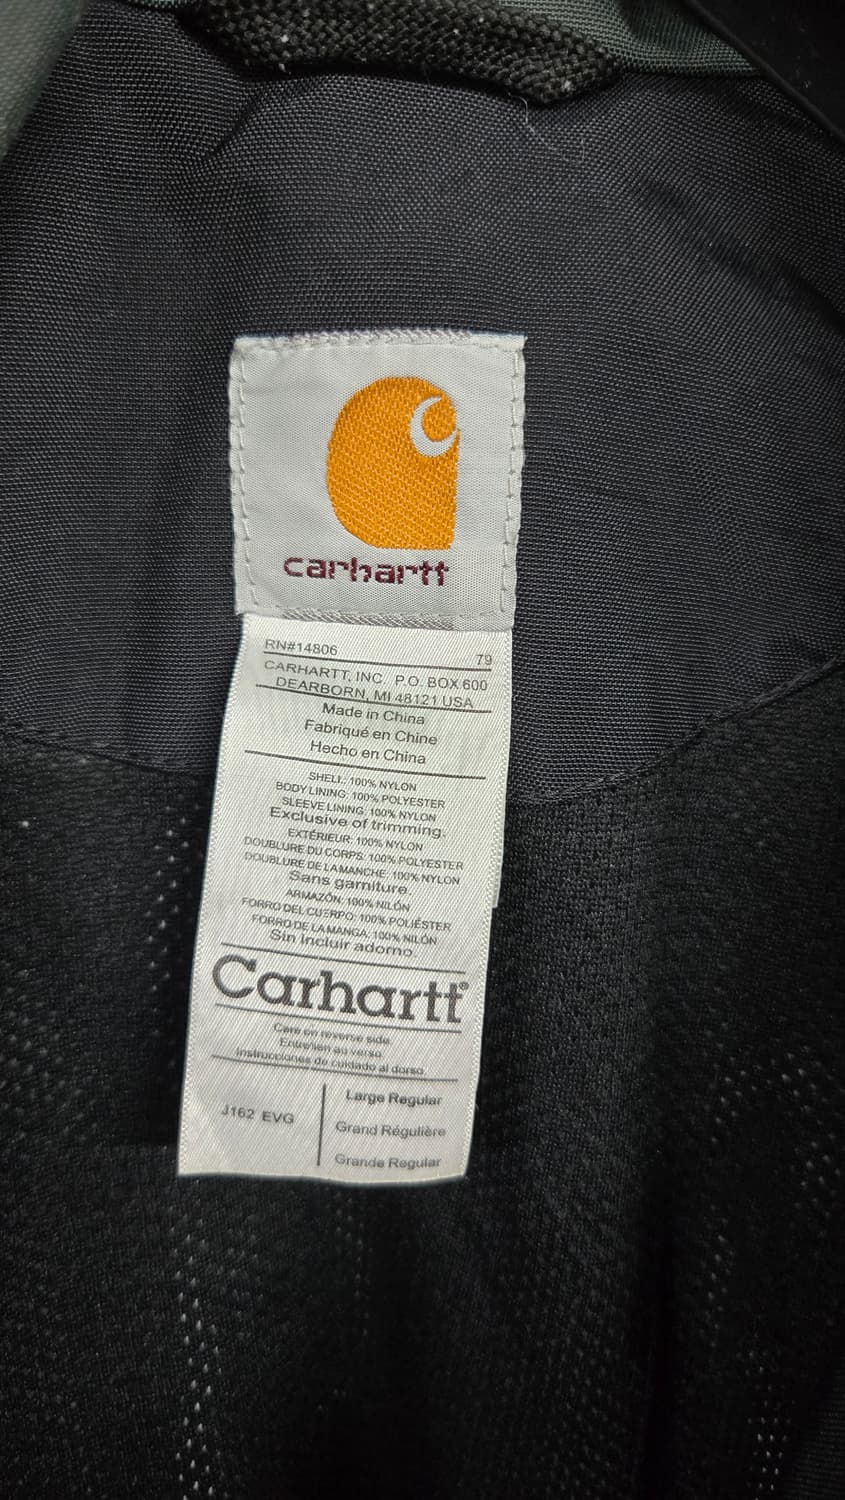 carhartt
RN#14806 79
CARHARTT, INC. P.O. BOX 600
DEARBORN, MI 48121 USA
Made in China
Fabriqué en Chine
Hecho en China
SHELL: 100% NYLON
BODY LINING: 100% POLYESTER
SLEEVE LINING: 100% NYLON
Exclusive of trimming.
EXTÉRIEUR: 100% NYLON
DOUBLURE DU CORPS: 100% POLYESTER
DOUBLURE DE LA MANCHE: 100% NYLON
Sans garniture.
ARMAZÓN: 100% NILÓN
FORRO DEL CUERPO: 100% POLIÉSTER
FORRO DE LA MANGA: 100% NILÓN
Sin incluir adorno.
Carhartt®
Care on reverse side.
Entretien au verso.
Instrucciones de cuidado al dorso.
J162 EVG
Large Regular
Grand Régulière
Grande Regular